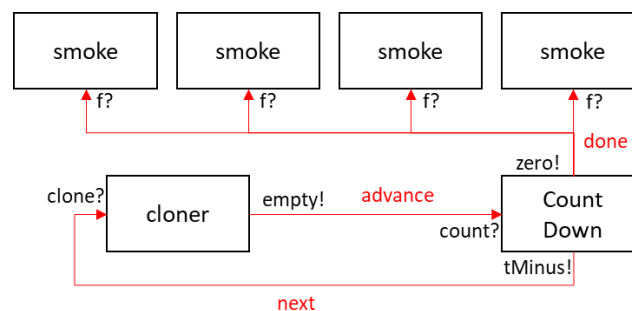 smoke
smoke
smoke
smoke
f?
f?
f?
f?
done
zero!
clone?
cloner
empty!
advance
count?
Count
Down
tMinus!
next